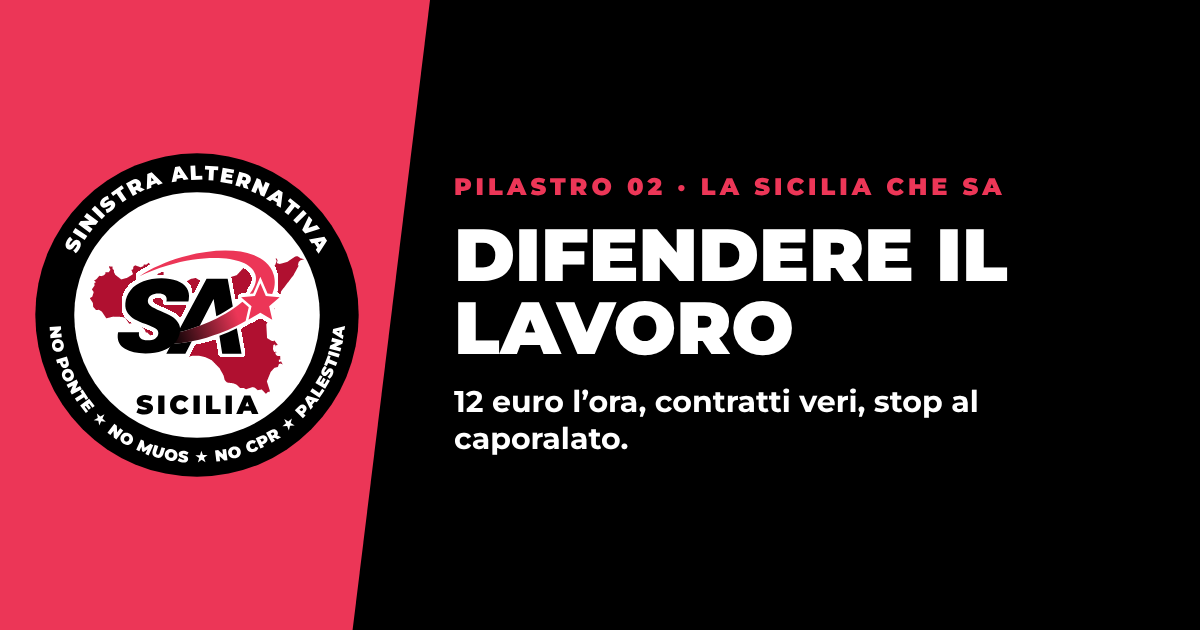 SINISTRA ALTERNATIVA
SA
SICILIA
NO PONTE ★ NO MUOS ★ NO CPR ★ PALESTINA
PILASTRO 02 · LA SICILIA CHE SA
DIFENDERE IL
LAVORO
12 euro l’ora, contratti veri, stop al
caporalato.